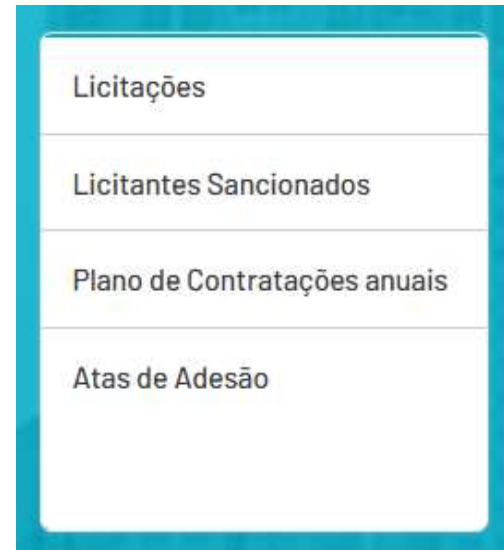 Licitações
Licitantes Sancionados
Plano de Contratações anuais
Atas de Adesão